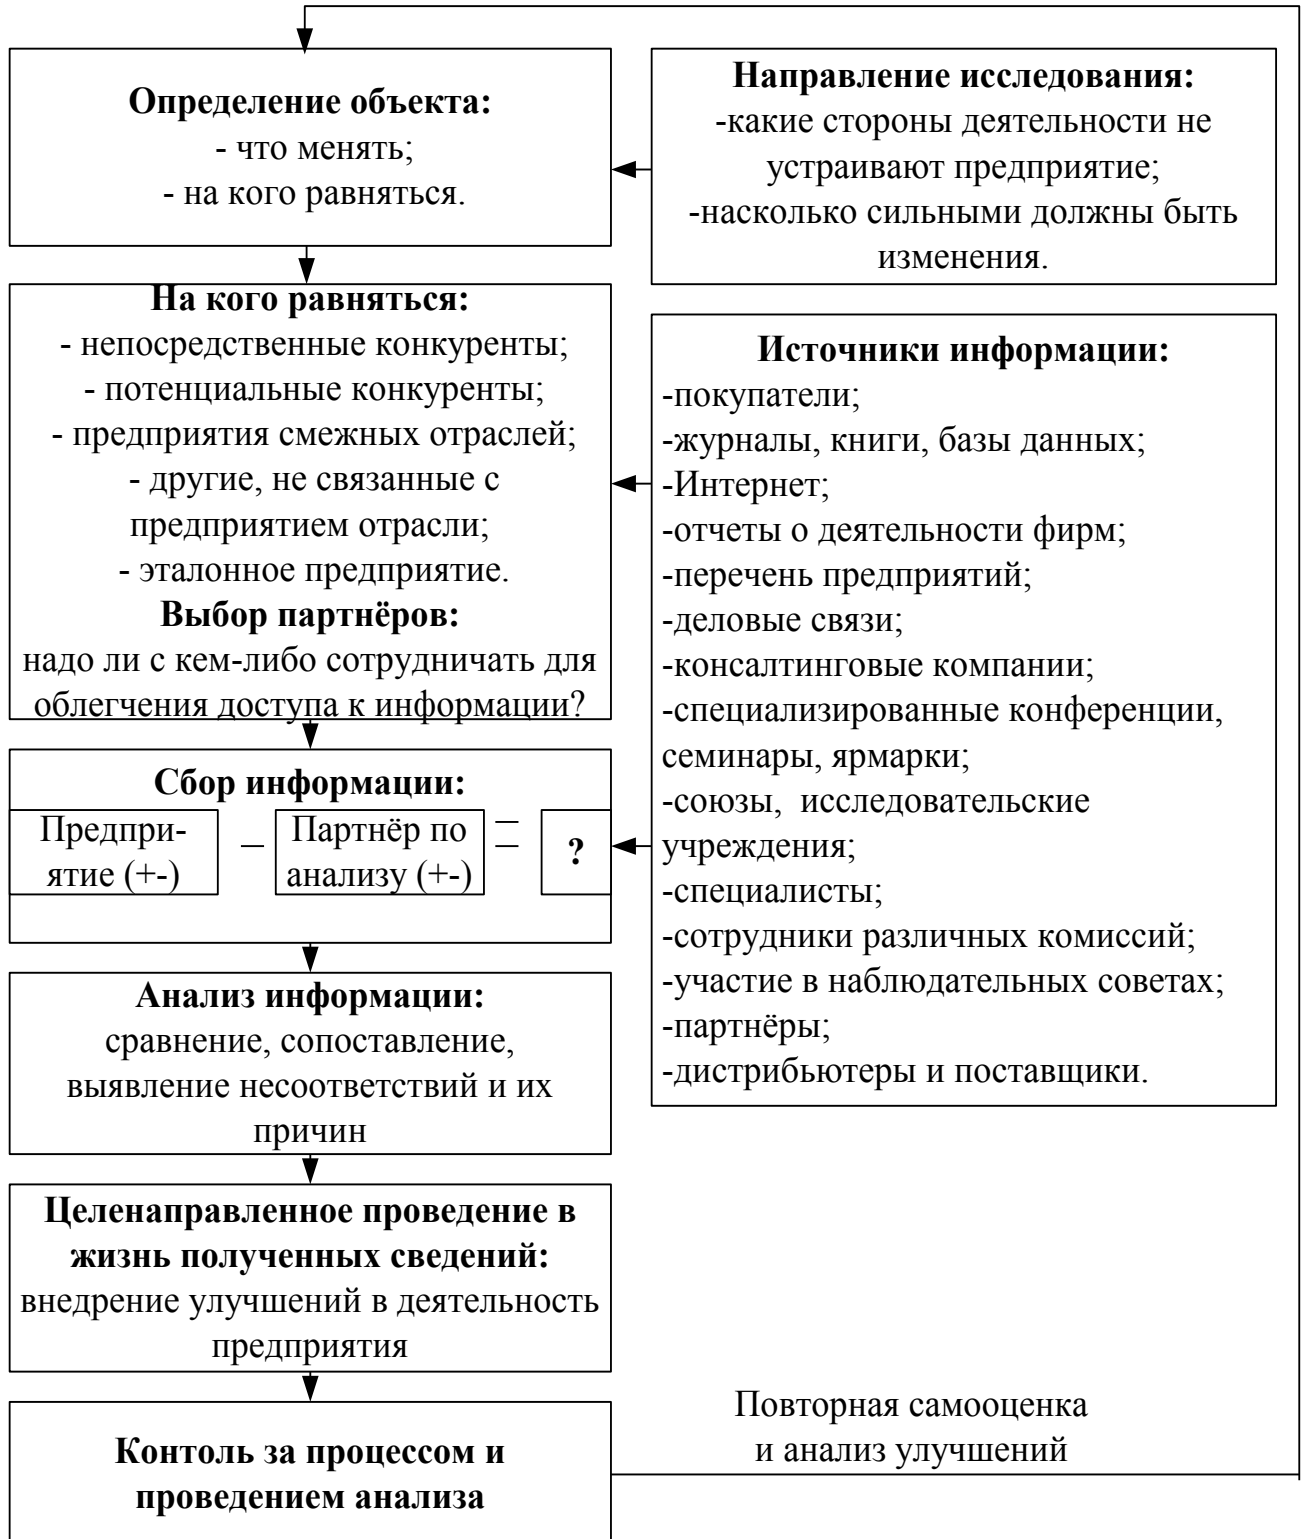 Определение объекта:
- что менять;
- на кого равняться.
Направление исследования:
-какие стороны деятельности не
устраивают предприятие;
-насколько сильными должны быть
изменения.
На кого равняться:
- непосредственные конкуренты;
- потенциальные конкуренты;
- предприятия смежных отраслей;
- другие, не связанные с
предприятием отрасли;
- эталонное предприятие.
Выбор партнёров:
надо ли с кем-либо сотрудничать для
облегчения доступа к информации?
Источники информации:
-покупатели;
-журналы, книги, базы данных;
-Интернет;
-отчеты о деятельности фирм;
-перечень предприятий;
-деловые связи;
-консалтинговые компании;
-специализированные конференции,
семинары, ярмарки;
-союзы, исследовательские
учреждения;
-специалисты;
-сотрудники различных комиссий;
-участие в наблюдательных советах;
-партнёры;
-дистрибьютеры и поставщики.
Сбор информации:
Предпри-
ятие (+-)
–
Партнёр по
анализу (+-)
=
?
Анализ информации:
сравнение, сопоставление,
выявление несоответствий и их
причин
Целенаправленное проведение в
жизнь полученных сведений:
внедрение улучшений в деятельность
предприятия
Контоль за процессом и
проведением анализа
Повторная самооценка
и анализ улучшений